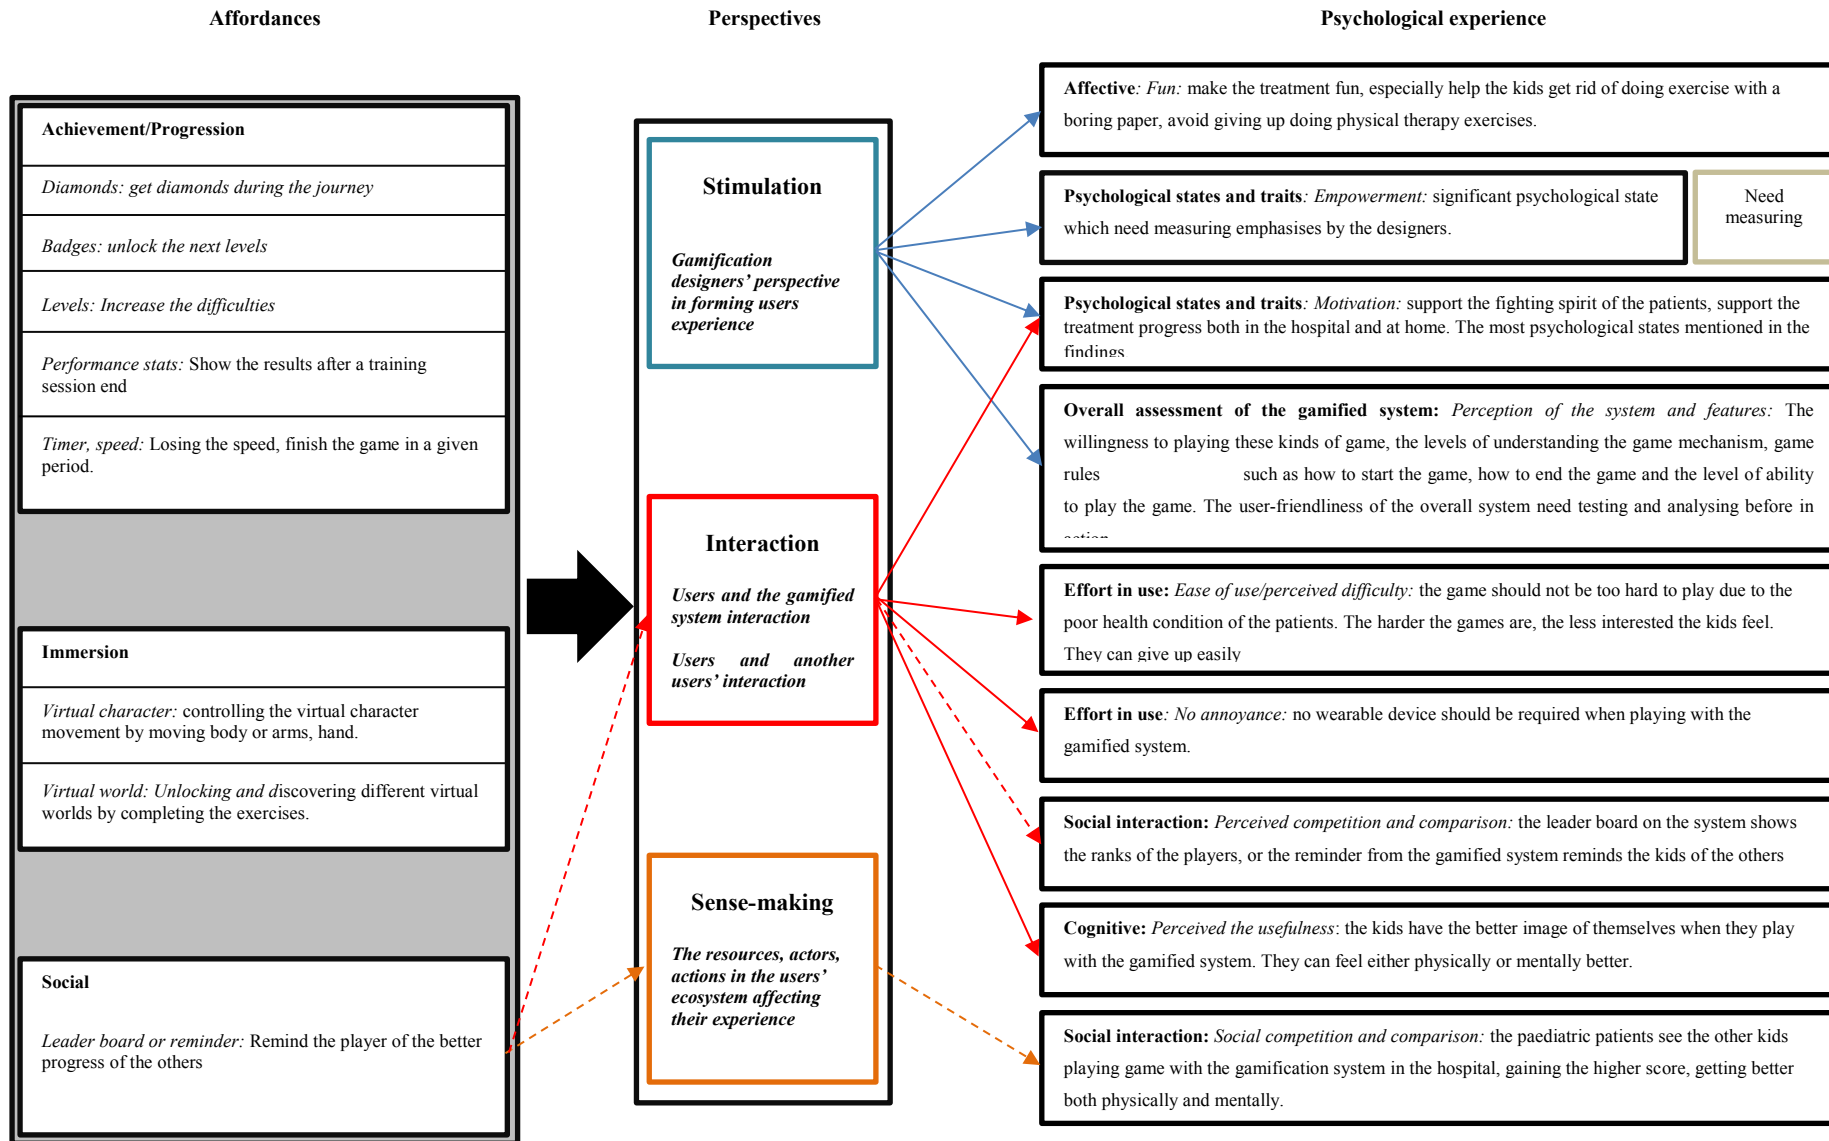 Affordances
Perspectives
Psychological experience
Achievement/Progression
Diamonds: get diamonds during the journey
Badges: unlock the next levels
Levels: Increase the difficulties
Performance stats: Show the results after a training
session end
Timer, speed: Losing the speed, finish the game in a given
period.
Immersion
Virtual character: controlling the virtual character
movement by moving body or arms, hand.
Virtual world: Unlocking and discovering different virtual
worlds by completing the exercises.
Social
Leader board or reminder: Remind the player of the better
progress of the others
Stimulation
Gamification
designers’ perspective
in forming users
experience
Interaction
Users and the gamified
system interaction
Users and another
users’ interaction
Sense-making
The resources, actors,
actions in the users’
ecosystem affecting
their experience
Affective: Fun: make the treatment fun, especially help the kids get rid of doing exercise with a
boring paper, avoid giving up doing physical therapy exercises.
Psychological states and traits: Empowerment: significant psychological state
which need measuring emphasises by the designers.
Need
measuring
Psychological states and traits: Motivation: support the fighting spirit of the patients, support the
treatment progress both in the hospital and at home. The most psychological states mentioned in the
findings
Overall assessment of the gamified system: Perception of the system and features: The
willingness to playing these kinds of game, the levels of understanding the game mechanism, game
rules such as how to start the game, how to end the game and the level of ability
to play the game. The user-friendliness of the overall system need testing and analysing before in
action
Effort in use: Ease of use/perceived difficulty: the game should not be too hard to play due to the
poor health condition of the patients. The harder the games are, the less interested the kids feel.
They can give up easily
Effort in use: No annoyance: no wearable device should be required when playing with the
gamified system.
Social interaction: Perceived competition and comparison: the leader board on the system shows
the ranks of the players, or the reminder from the gamified system reminds the kids of the others
Cognitive: Perceived the usefulness: the kids have the better image of themselves when they play
with the gamified system. They can feel either physically or mentally better.
Social interaction: Social competition and comparison: the paediatric patients see the other kids
playing game with the gamification system in the hospital, gaining the higher score, getting better
both physically and mentally.